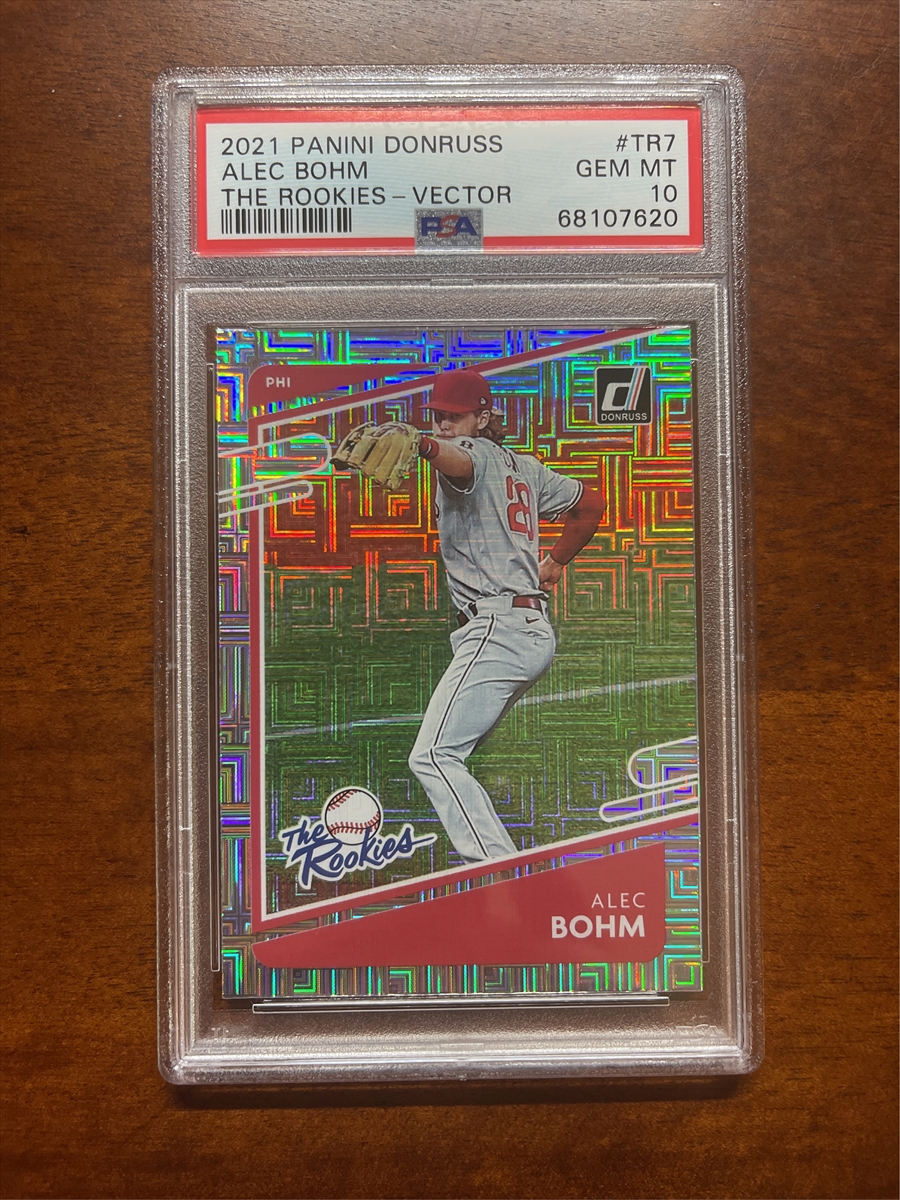 2021 PANINI DONRUSS #TR7
ALEC BOHM GEM MT
THE ROOKIES – VECTOR 10
PSA 68107620
PHI
DONRUSS
28
The
Rookies
ALEC
BOHM